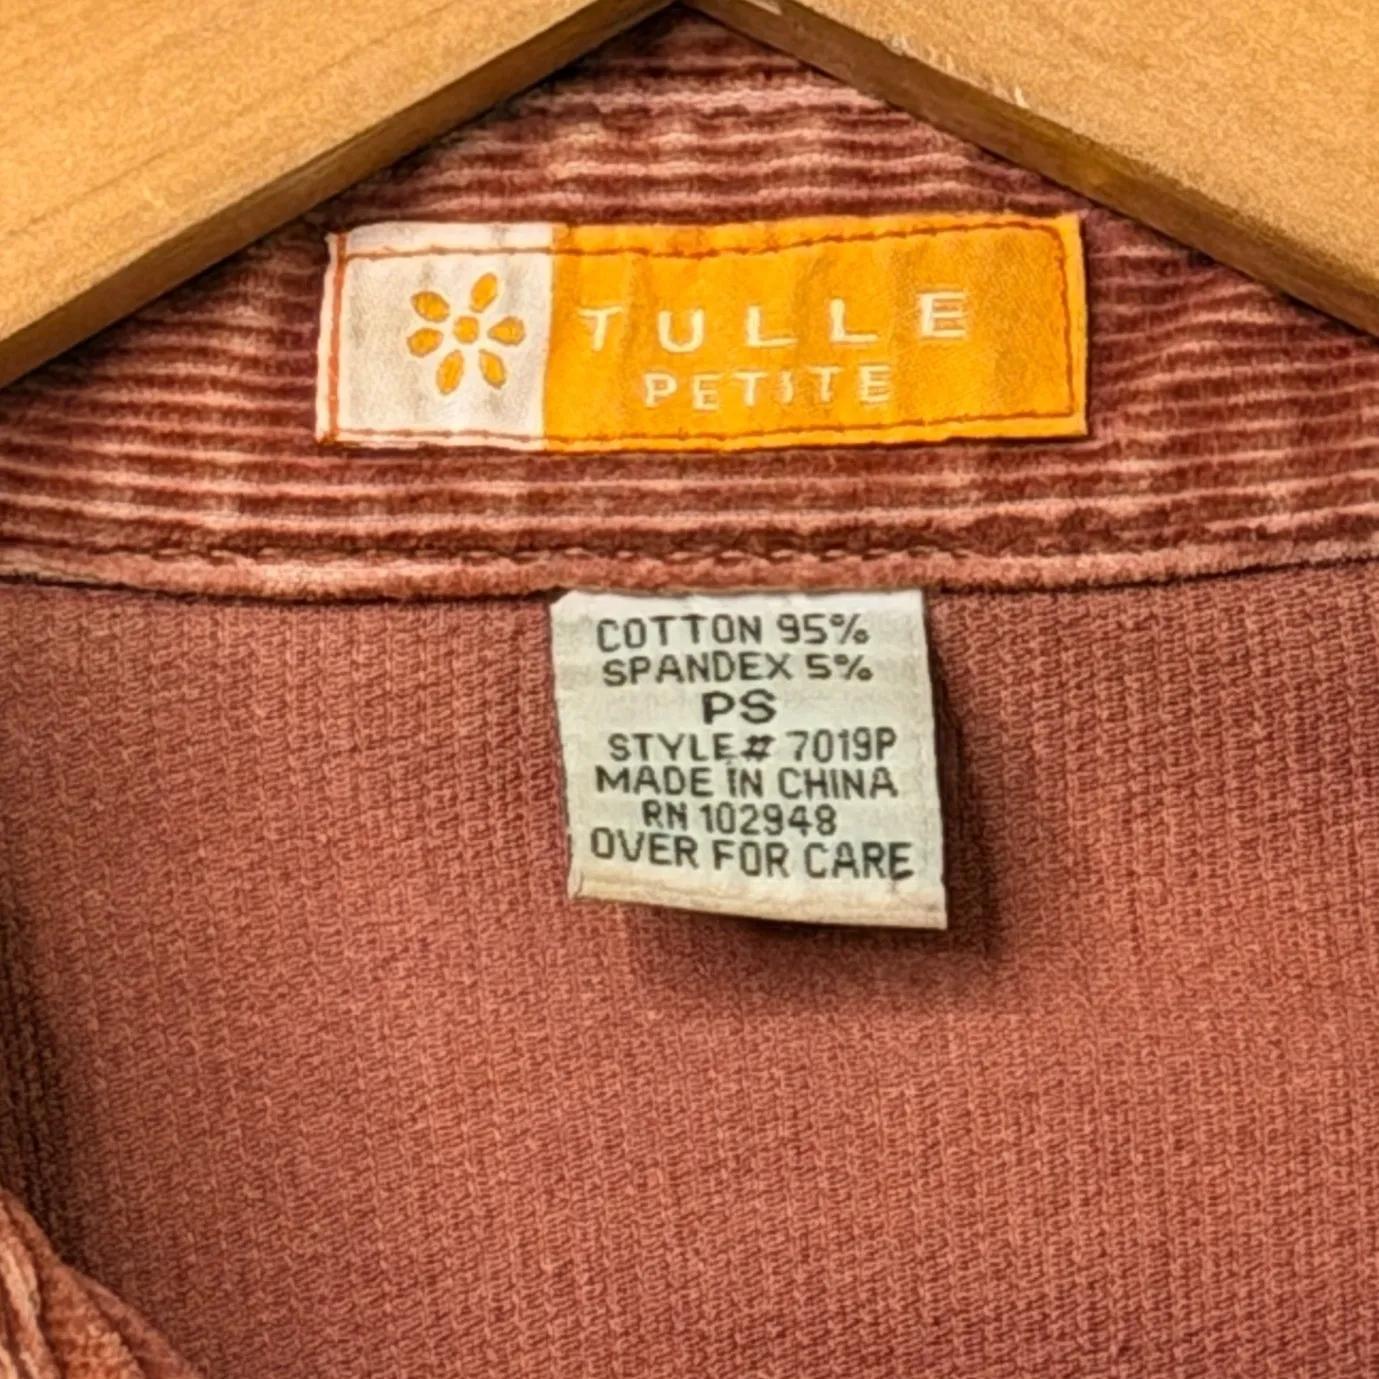 TULLE
PETITE
COTTON 95%
SPANDEX 5%
PS
STYLE# 7019P
MADE IN CHINA
RN 102948
OVER FOR CARE